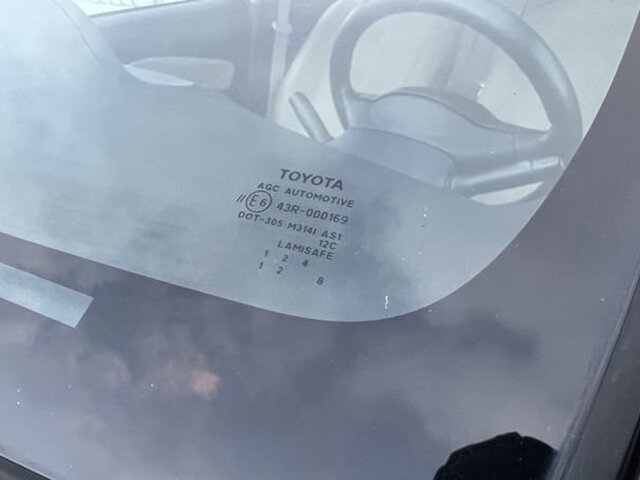 TOYOTA
AGC AUTOMOTIVE
// E6 43R-000169
DOT-305 M314I AS1
12C
LAMISAFE
1 2 4
1 2 8